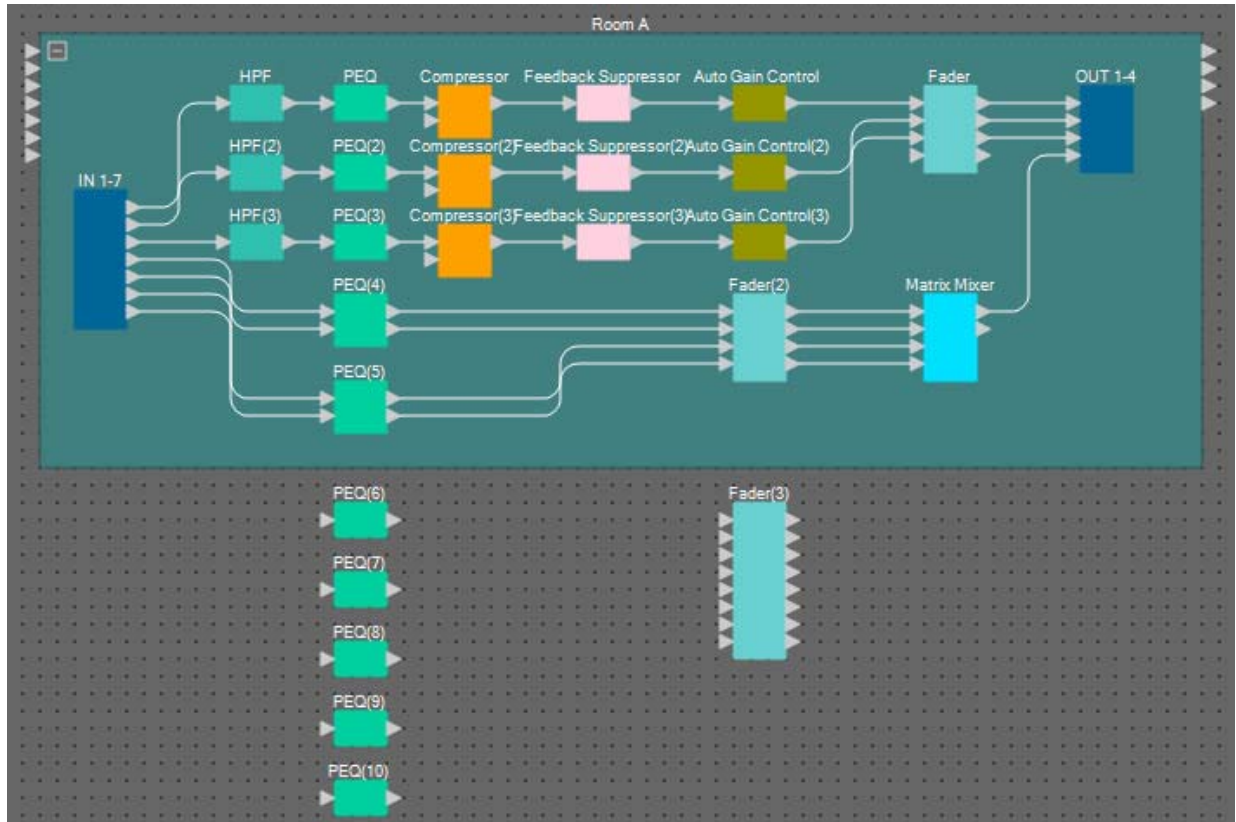 Room A
HPF PEQ Compressor Feedback Suppressor Auto Gain Control Fader OUT 1-4
HPF(2) PEQ(2) Compressor(2) Feedback Suppressor(2) Auto Gain Control(2)
IN 1-7
HPF(3) PEQ(3) Compressor(3) Feedback Suppressor(3) Auto Gain Control(3)
PEQ(4) Fader(2) Matrix Mixer
PEQ(5)
PEQ(6) Fader(3)
PEQ(7)
PEQ(8)
PEQ(9)
PEQ(10)